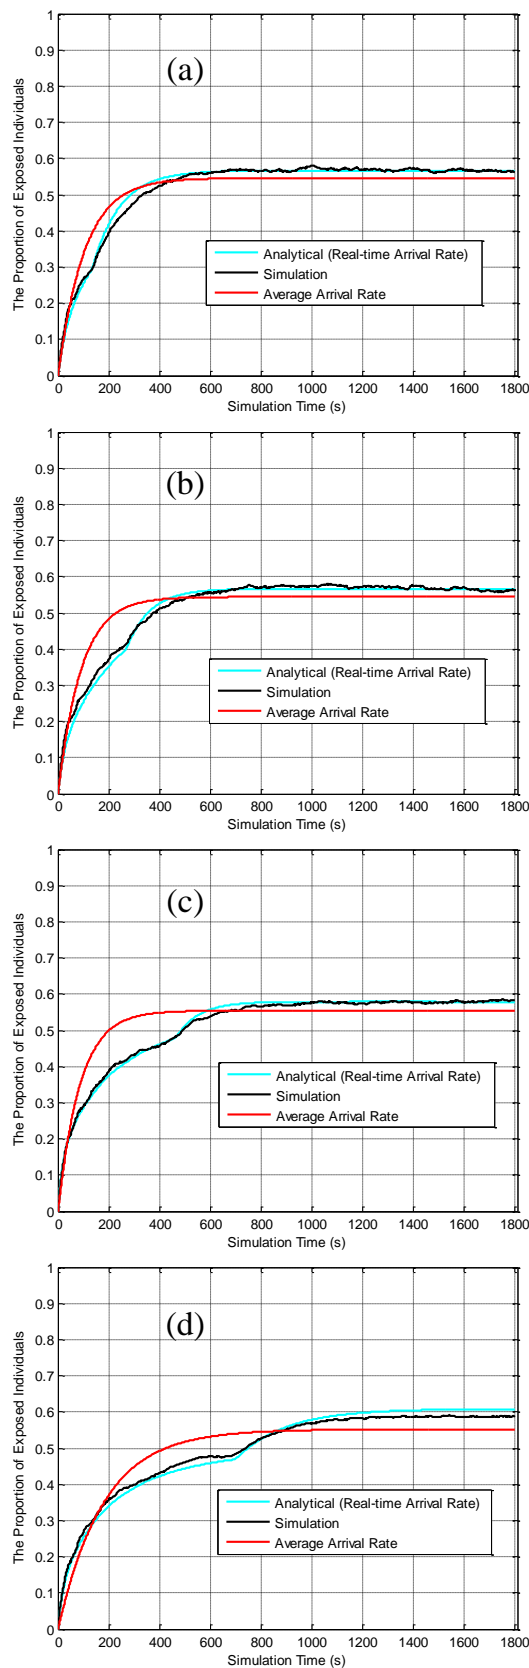 (a)
The Proportion of Exposed Individuals
1
0.9
0.8
0.7
0.6
0.5
0.4
0.3
0.2
0.1
0
Analytical (Real-time Arrival Rate)
Simulation
Average Arrival Rate
0 200 400 600 800 1000 1200 1400 1600 1800
Simulation Time (s)
(b)
The Proportion of Exposed Individuals
1
0.9
0.8
0.7
0.6
0.5
0.4
0.3
0.2
0.1
0
Analytical (Real-time Arrival Rate)
Simulation
Average Arrival Rate
0 200 400 600 800 1000 1200 1400 1600 1800
Simulation Time (s)
(c)
The Proportion of Exposed Individuals
1
0.9
0.8
0.7
0.6
0.5
0.4
0.3
0.2
0.1
0
Analytical (Real-time Arrival Rate)
Simulation
Average Arrival Rate
0 200 400 600 800 1000 1200 1400 1600 1800
Simulation Time (s)
(d)
The Proportion of Exposed Individuals
1
0.9
0.8
0.7
0.6
0.5
0.4
0.3
0.2
0.1
0
Analytical (Real-time Arrival Rate)
Simulation
Average Arrival Rate
0 200 400 600 800 1000 1200 1400 1600 1800
Simulation Time (s)